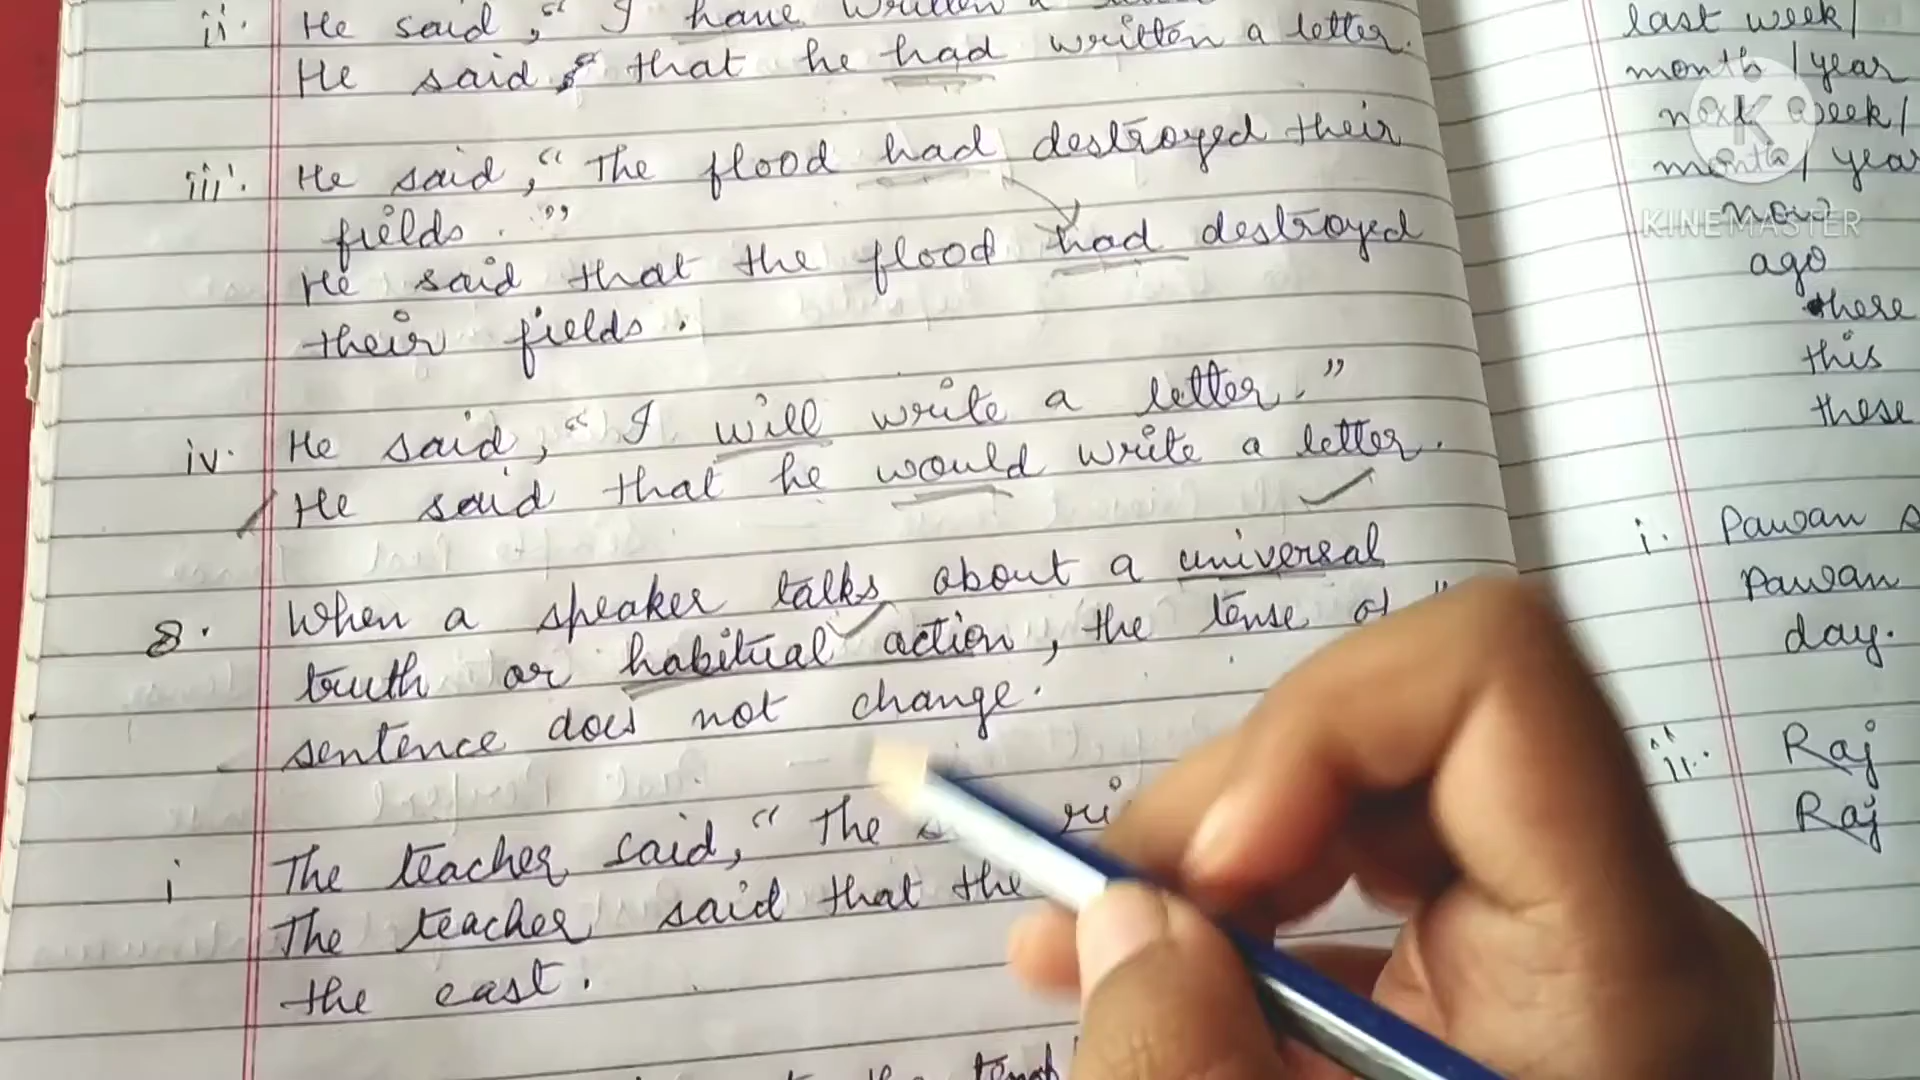 ii. He said, " I have written a
He said that he had written a letter.
iii. He said, " The flood had destroyed their
fields. "
He said that the flood had destroyed
their fields.
iv. He said, " I will write a letter. "
He said that he would write a letter.
8. When a speaker talks about a universal
truth or habitual action, the tense of
sentence does not change.
i The teacher said, " The
The teacher said that the
the east.
last week/
month / year
next week/
month / year
now
ago
here
this
these
i. Pawan
Pawan
day.
ii. Raj
Raj
K
KINEMASTER